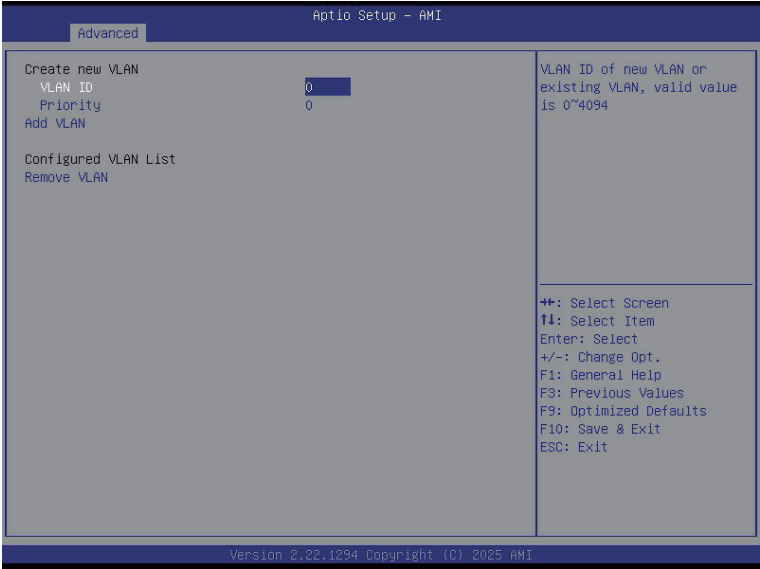 Aptio Setup - AMI
Advanced
Create new VLAN
VLAN ID 0
Priority 0
Add VLAN
Configured VLAN List
Remove VLAN
VLAN ID of new VLAN or
existing VLAN, valid value
is 0~4094
→←: Select Screen
↑↓: Select Item
Enter: Select
+/-: Change Opt.
F1: General Help
F3: Previous Values
F9: Optimized Defaults
F10: Save & Exit
ESC: Exit
Version 2.22.1294 Copyright (C) 2025 AMI